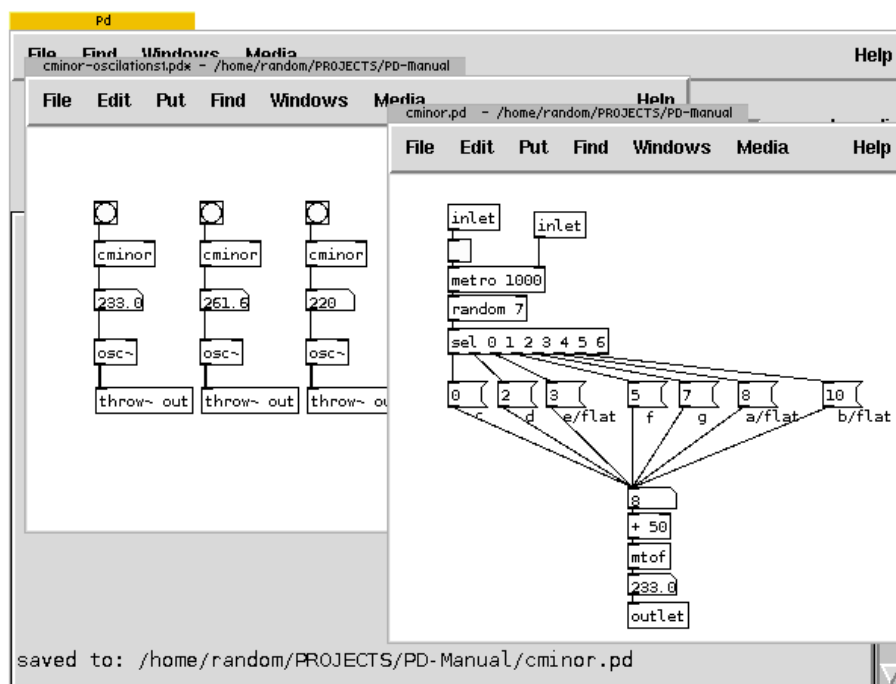 Pd
File Find Windows Media Help
cminor-oscilations1.pd* - /home/random/PROJECTS/PD-Manual
File Edit Put Find Windows Media Help
cminor.pd - /home/random/PROJECTS/PD-Manual
File Edit Put Find Windows Media Help
cminor cminor cminor
233.0 261.6 220
osc~ osc~ osc~
throw~ out throw~ out throw~
inlet inlet
metro 1000
random 7
sel 0 1 2 3 4 5 6
0 2 3 5 7 8 10
c d e/flat f g a/flat b/flat
8
+ 50
mtof
233.0
outlet
saved to: /home/random/PROJECTS/PD-Manual/cminor.pd